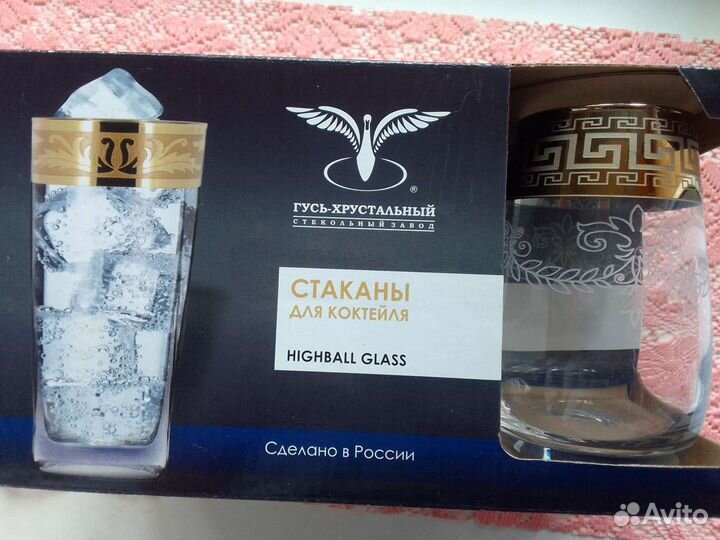 ®
ГУСЬ-ХРУСТАЛЬНЫЙ
СТЕКОЛЬНЫЙ ЗАВОД
СТАКАНЫ
ДЛЯ КОКТЕЙЛЯ
HIGHBALL GLASS
Сделано в России
Avito